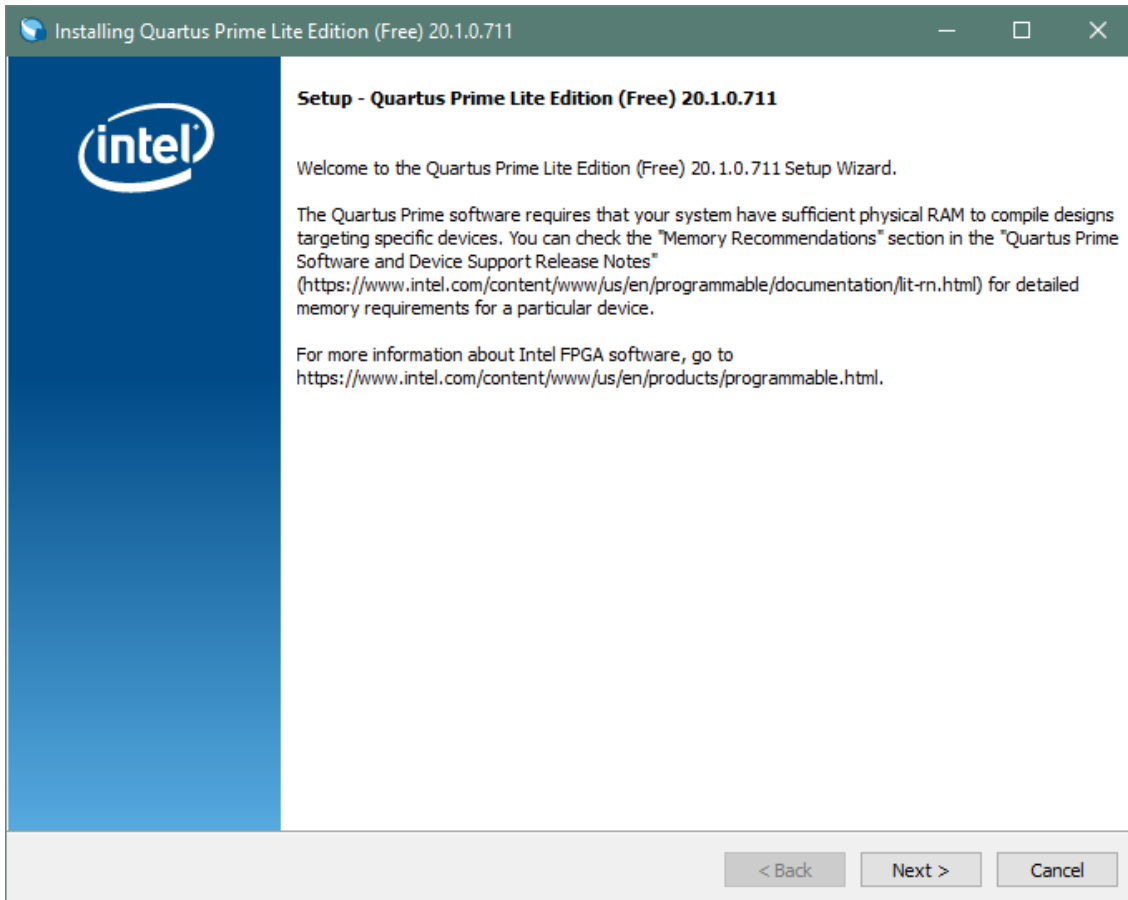 Installing Quartus Prime Lite Edition (Free) 20.1.0.711
intel
Setup - Quartus Prime Lite Edition (Free) 20.1.0.711
Welcome to the Quartus Prime Lite Edition (Free) 20.1.0.711 Setup Wizard.
The Quartus Prime software requires that your system have sufficient physical RAM to compile designs
targeting specific devices. You can check the "Memory Recommendations" section in the "Quartus Prime
Software and Device Support Release Notes"
(https://www.intel.com/content/www/us/en/programmable/documentation/lit-rn.html) for detailed
memory requirements for a particular device.
For more information about Intel FPGA software, go to
https://www.intel.com/content/www/us/en/products/programmable.html.
< Back
Next >
Cancel